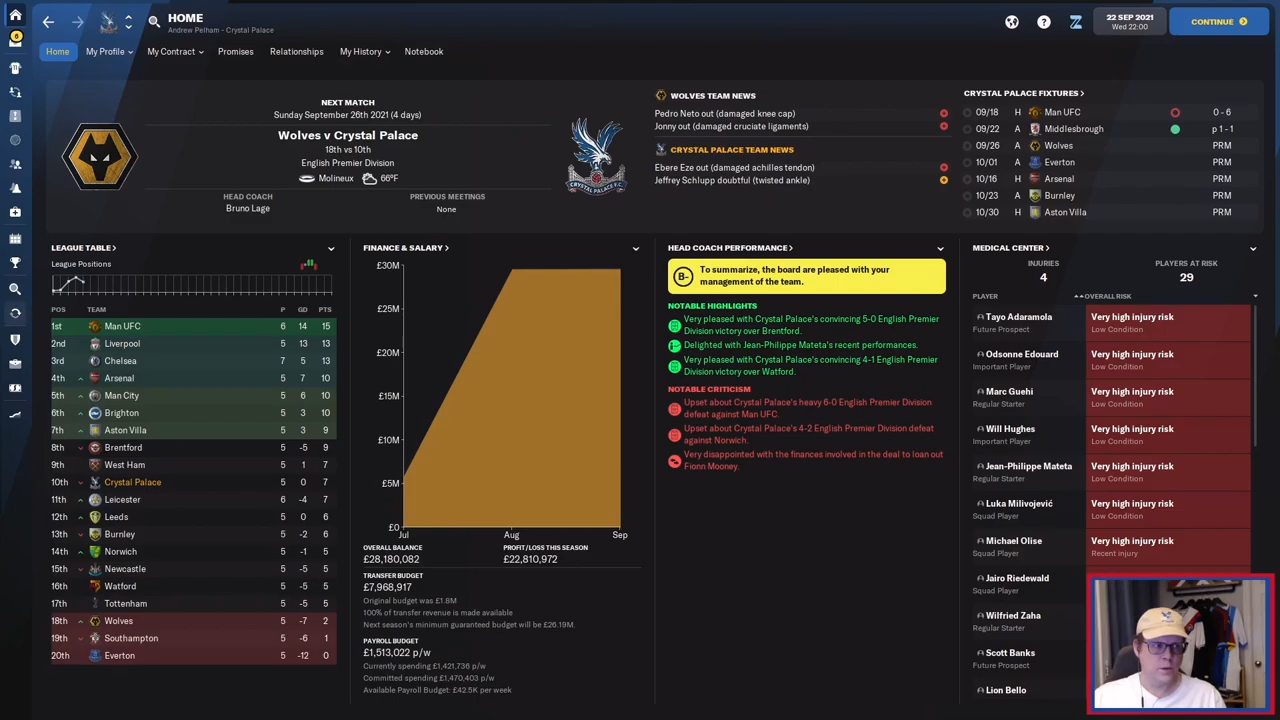 HOME
Andrew Pelham - Crystal Palace
22 SEP 2021
Wed 22:00
CONTINUE
6
Home
My Profile
My Contract
Promises
Relationships
My History
Notebook
NEXT MATCH
Sunday September 26th 2021 (4 days)
Wolves v Crystal Palace
18th vs 10th
English Premier Division
Molineux
66°F
HEAD COACH
Bruno Lage
PREVIOUS MEETINGS
None
CRYSTAL PALACE F.C.
WOLVES TEAM NEWS
Pedro Neto out (damaged knee cap)
Jonny out (damaged cruciate ligaments)
CRYSTAL PALACE TEAM NEWS
Ebere Eze out (damaged achilles tendon)
Jeffrey Schlupp doubtful (twisted ankle)
CRYSTAL PALACE FIXTURES >
09/18 H Man UFC 0 - 6
09/22 A Middlesbrough p 1 - 1
09/26 A Wolves PRM
10/01 A Everton PRM
10/16 H Arsenal PRM
10/23 A Burnley PRM
10/30 H Aston Villa PRM
LEAGUE TABLE >
League Positions
POS TEAM P GD PTS
1st Man UFC 6 14 15
2nd Liverpool 5 13 13
3rd Chelsea 5 7 10
4th Arsenal 5 7 10
5th Man City 5 6 10
6th Brighton 5 3 10
7th Aston Villa 5 3 9
8th Brentford 5 -2 9
9th West Ham 5 1 7
10th Crystal Palace 5 0 7
11th Leicester 6 -4 7
12th Leeds 5 0 6
13th Burnley 5 -2 6
14th Norwich 5 -3 6
15th Newcastle 5 -5 5
16th Watford 5 -5 5
17th Tottenham 5 -5 5
18th Wolves 5 -7 2
19th Southampton 5 -6 1
20th Everton 5 -12 0
FINANCE & SALARY >
£30M
£25M
£20M
£15M
£10M
£5M
£0
Jul Aug Sep
OVERALL BALANCE
£28,180,082
PROFIT/LOSS THIS SEASON
£22,810,972
TRANSFER BUDGET
£7,968,917
Original budget was £1.8M
100% of transfer revenue is made available
Next season's minimum guaranteed budget will be £26.19M.
PAYROLL BUDGET
£1,513,022 p/w
Currently spending £1,421,736 p/w
Committed spending £1,470,403 p/w
Available Payroll Budget: £42.5K per week
HEAD COACH PERFORMANCE >
B-
To summarize, the board are pleased with your
management of the team.
NOTABLE HIGHLIGHTS
Very pleased with Crystal Palace's convincing 5-0 English Premier
Division victory over Brentford.
Delighted with Jean-Philippe Mateta's recent performances.
Very pleased with Crystal Palace's convincing 4-1 English Premier
Division victory over Watford.
NOTABLE CRITICISM
Upset about Crystal Palace's heavy 6-0 English Premier Division
defeat against Man UFC.
Upset about Crystal Palace's 4-2 English Premier Division defeat
against Norwich.
Very disappointed with the finances involved in the deal to loan out
Fionn Mooney.
MEDICAL CENTER >
INJURIES
4
PLAYERS AT RISK
29
PLAYER OVERALL RISK
Tayo Adaramola Very high injury risk
Future Prospect Low Condition
Odsonne Edouard Very high injury risk
Important Player Low Condition
Marc Guehi Very high injury risk
Regular Starter Low Condition
Will Hughes Very high injury risk
Important Player Low Condition
Jean-Philippe Mateta Very high injury risk
Regular Starter Low Condition
Luka Milivojević Very high injury risk
Squad Player Low Condition
Michael Olise Very high injury risk
Squad Player Recent injury
Jairo Riedewald
Squad Player
Wilfried Zaha
Regular Starter
Scott Banks
Future Prospect
Lion Bello